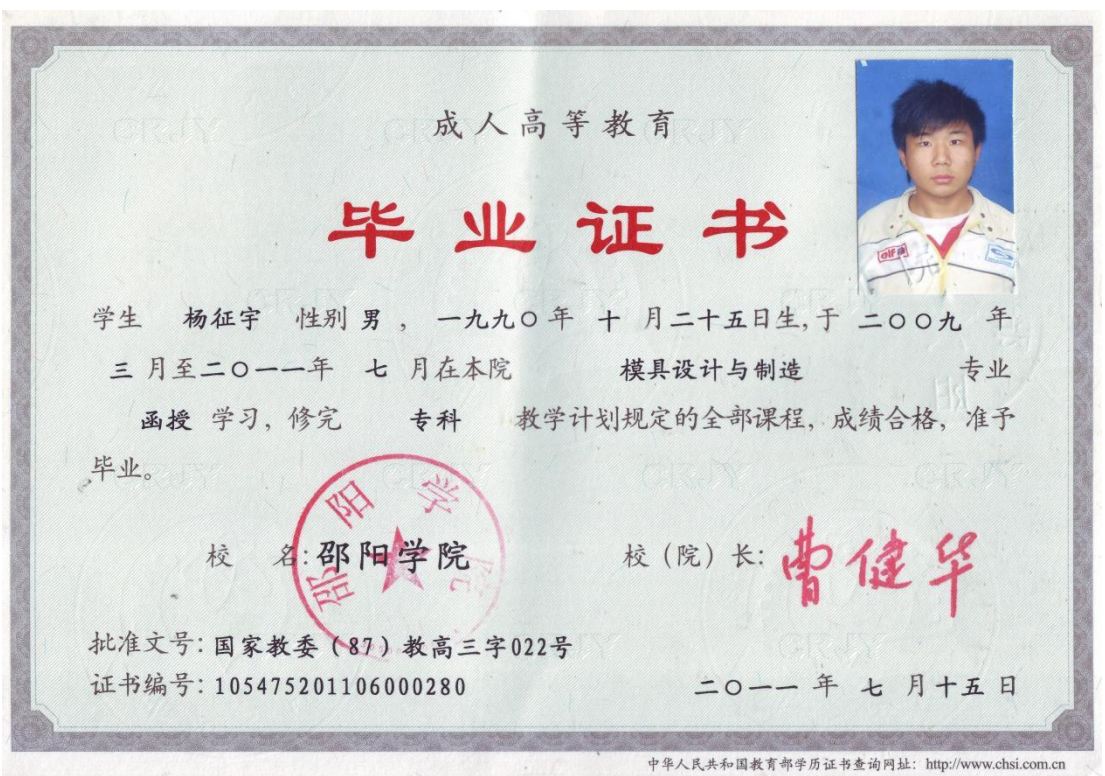 成人高等教育
毕业证书
学生 杨征宇 性别 男 , 一九九〇年 十 月二十五日生,于 二〇〇九 年
三 月至二〇一一年 七 月在本院 模具设计与制造 专业
函授 学习, 修完 专科 教学计划规定的全部课程, 成绩合格, 准予
毕业。
校 名: 邵阳学院 校 (院) 长: 曹健华
邵阳学院
批准文号: 国家教委 (87) 教高三字022号
证书编号: 105475201106000280 二〇一一 年 七 月十五 日
中华人民共和国教育部学历证书查询网址: http://www.chsi.com.cn
CRJY
elf